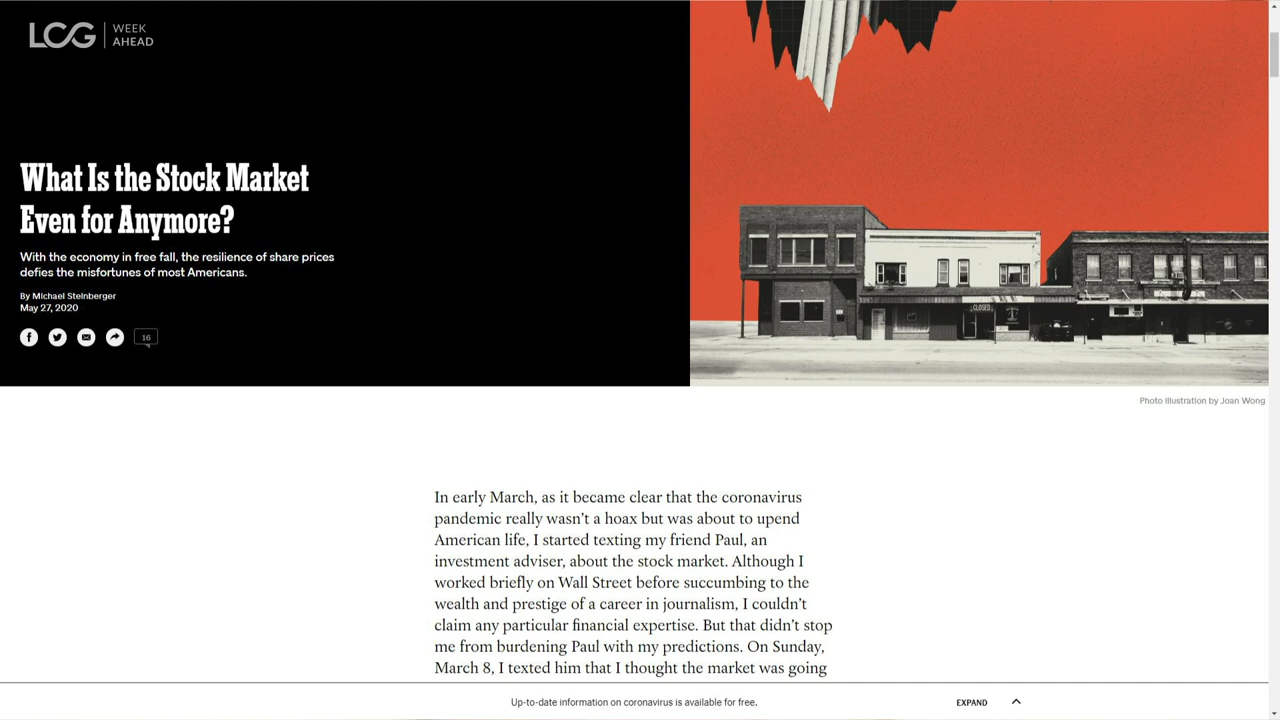 LCG WEEK
AHEAD
What Is the Stock Market
Even for Anymore?
With the economy in free fall, the resilience of share prices
defies the misfortunes of most Americans.
By Michael Steinberger
May 27, 2020
16
CLOSED
Photo Illustration by Joan Wong
In early March, as it became clear that the coronavirus
pandemic really wasn't a hoax but was about to upend
American life, I started texting my friend Paul, an
investment adviser, about the stock market. Although I
worked briefly on Wall Street before succumbing to the
wealth and prestige of a career in journalism, I couldn't
claim any particular financial expertise. But that didn't stop
me from burdening Paul with my predictions. On Sunday,
March 8, I texted him that I thought the market was going
Up-to-date information on coronavirus is available for free.
EXPAND